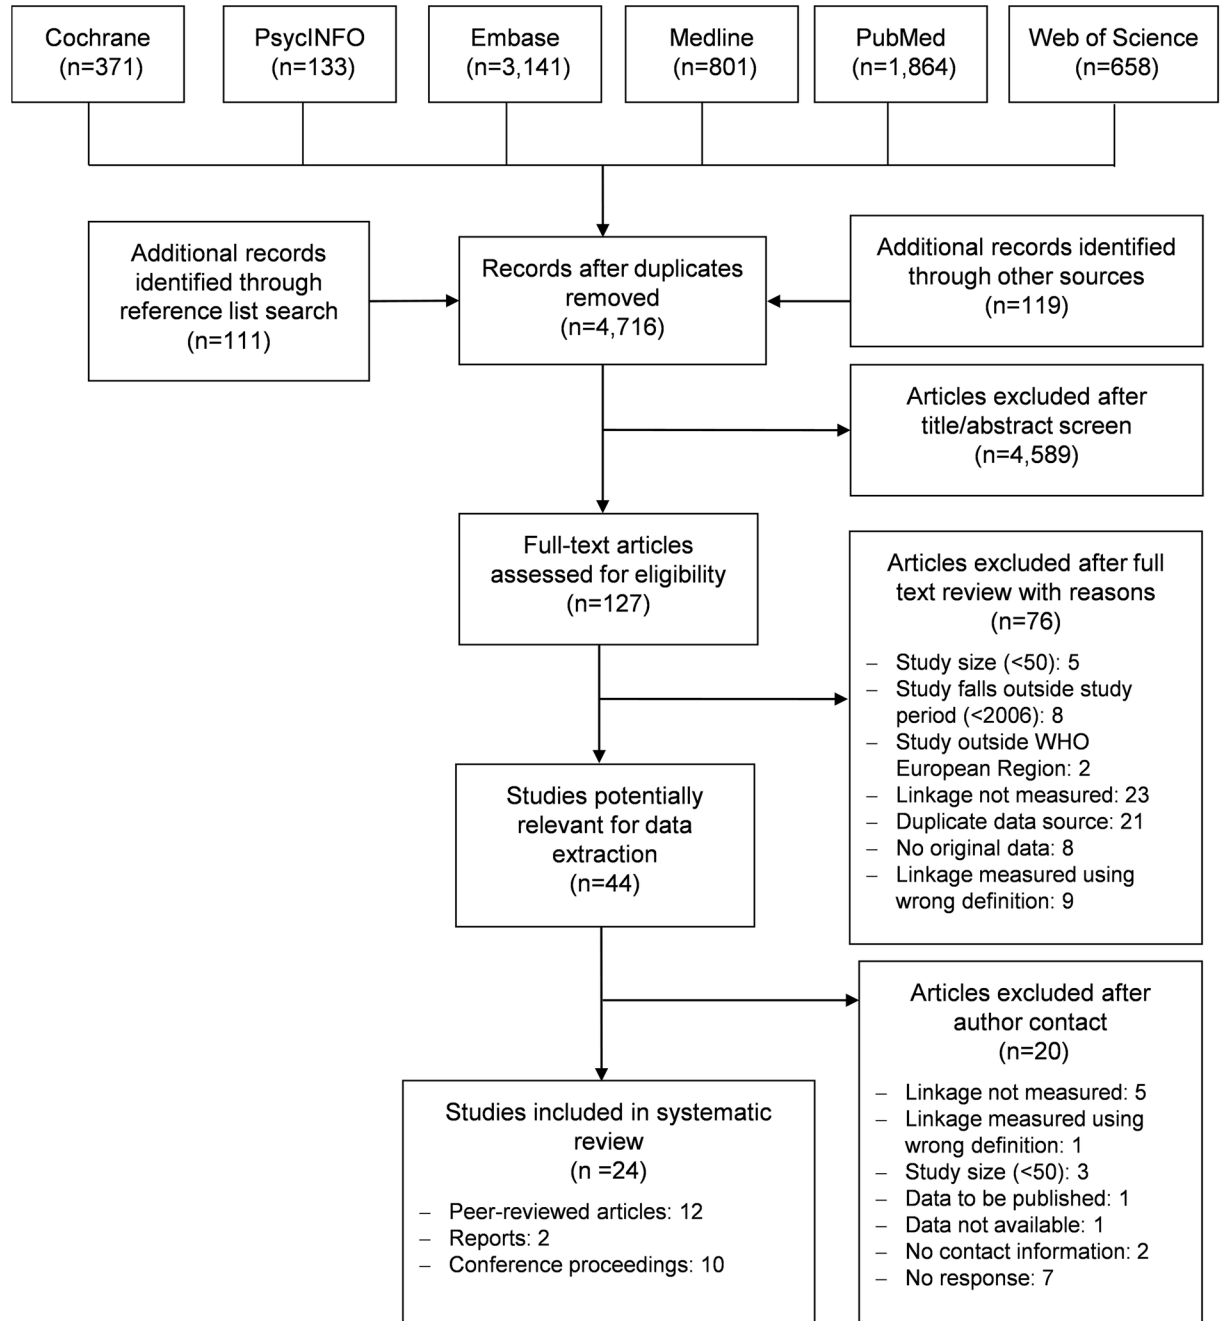 Cochrane
(n=371)
PsycINFO
(n=133)
Embase
(n=3,141)
Medline
(n=801)
PubMed
(n=1,864)
Web of Science
(n=658)
Additional records
identified through
reference list search
(n=111)
Records after duplicates
removed
(n=4,716)
Additional records identified
through other sources
(n=119)
Articles excluded after
title/abstract screen
(n=4,589)
Full-text articles
assessed for eligibility
(n=127)
Articles excluded after full
text review with reasons
(n=76)
– Study size (<50): 5
– Study falls outside study
period (<2006): 8
– Study outside WHO
European Region: 2
– Linkage not measured: 23
– Duplicate data source: 21
– No original data: 8
– Linkage measured using
wrong definition: 9
Studies potentially
relevant for data
extraction
(n=44)
Articles excluded after
author contact
(n=20)
– Linkage not measured: 5
– Linkage measured using
wrong definition: 1
– Study size (<50): 3
– Data to be published: 1
– Data not available: 1
– No contact information: 2
– No response: 7
Studies included in systematic
review
(n =24)
– Peer-reviewed articles: 12
– Reports: 2
– Conference proceedings: 10